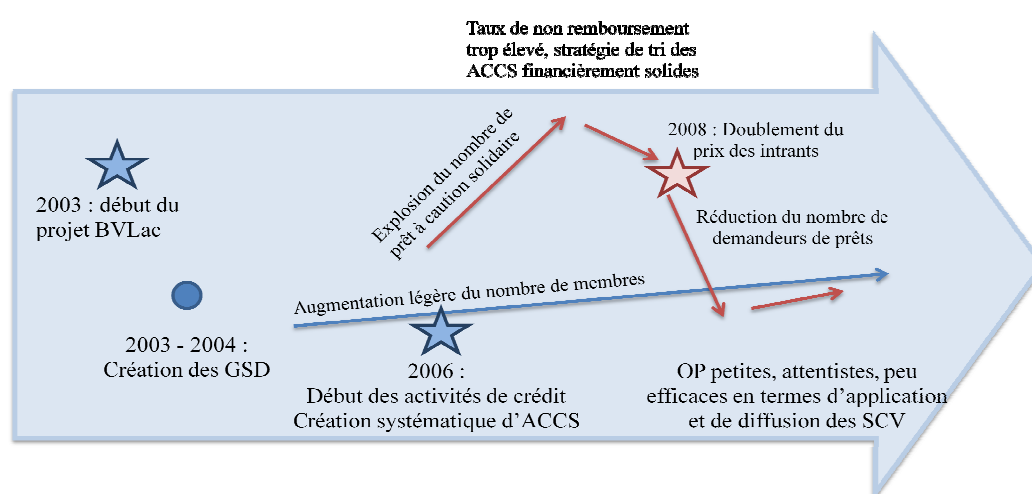 Taux de non remboursement
trop élevé, stratégie de tri des
ACCS financièrement solides
2003 : début du
projet BVLac
2003 - 2004 :
Création des GSD
Explosion du nombre de
prêt à caution solidaire
2008 : Doublement du
prix des intrants
Réduction du nombre de
demandeurs de prêts
Augmentation légère du nombre de membres
2006 :
Début des activités de crédit
Création systématique d’ACCS
OP petites, attentistes, peu
efficaces en termes d’application
et de diffusion des SCV